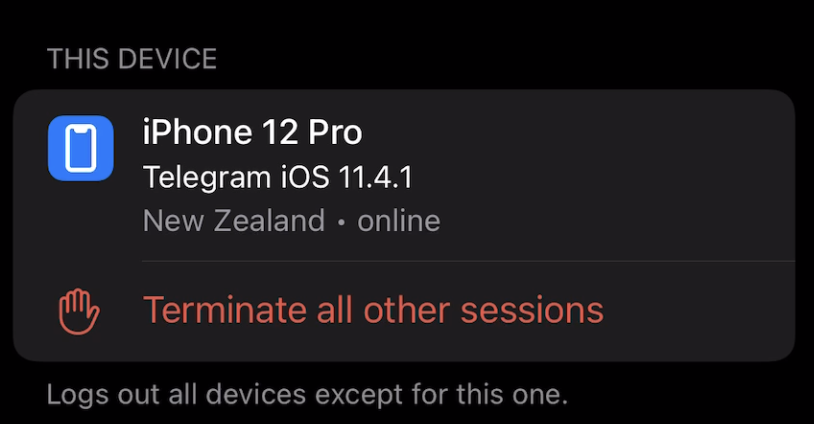 THIS DEVICE
iPhone 12 Pro
Telegram iOS 11.4.1
New Zealand • online
Terminate all other sessions
Logs out all devices except for this one.